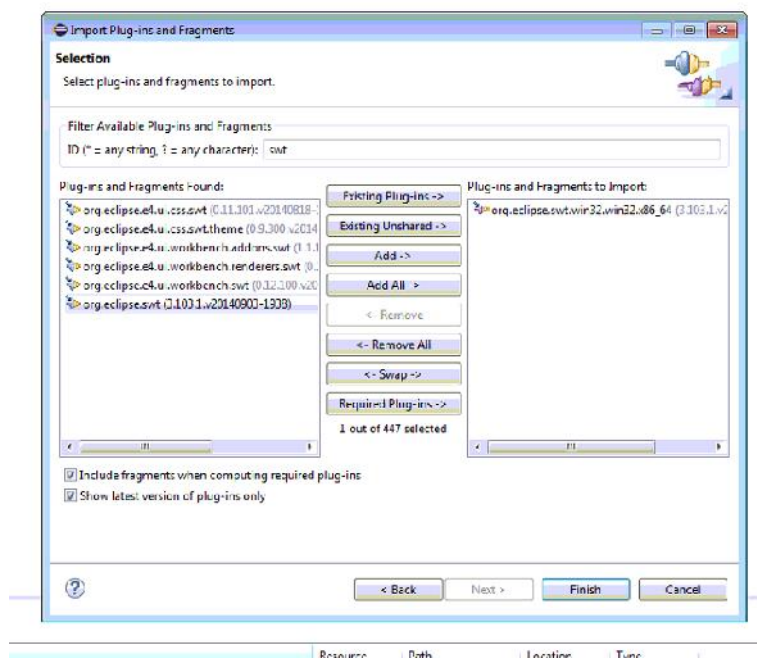 Import Plug-ins and Fragments
Selection
Select plug-ins and fragments to import.
Filter Available Plug-ins and Fragments
ID (* = any string, ? = any character): swt
Plug-ins and Fragments Found:
org.eclipse.e4.ui.css.swt (0.11.101.v20140818-
org.eclipse.e4.ui.css.swt.theme (0.9.300.v2014
org.eclipse.e4.ui.workbench.addons.swt (1.1.1
org.eclipse.e4.ui.workbench.renderers.swt (0.
org.eclipse.e4.ui.workbench.swt (0.12.100.v20
org.eclipse.swt (3.103.1.v20140903-1938)
Existing Plug-ins ->
Existing Unshared ->
Add ->
Add All ->
<- Remove
<- Remove All
<- Swap ->
Required Plug-ins ->
1 out of 447 selected
Plug-ins and Fragments to Import:
org.eclipse.swt.win32.win32.x86_64 (3.103.1.v2
Include fragments when computing required plug-ins
Show latest version of plug-ins only
< Back
Next >
Finish
Cancel
Resource Path Location Type